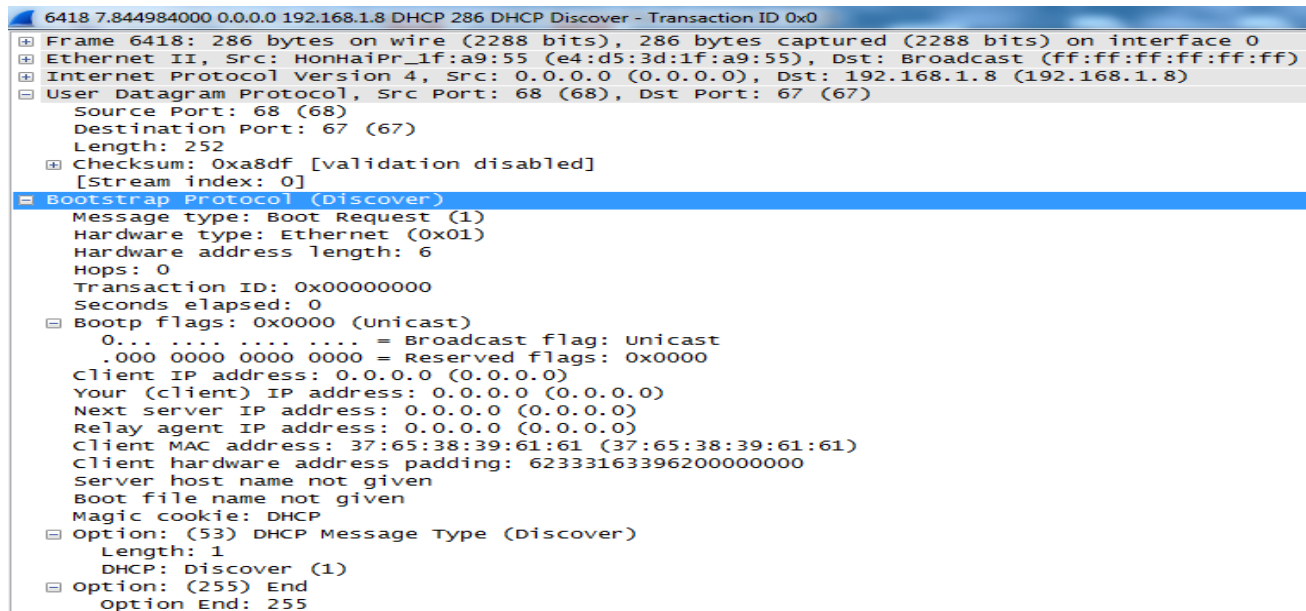 6418 7.844984000 0.0.0.0 192.168.1.8 DHCP 286 DHCP Discover - Transaction ID 0x0
Frame 6418: 286 bytes on wire (2288 bits), 286 bytes captured (2288 bits) on interface 0
Ethernet II, Src: HonHaiPr_1f:a9:55 (e4:d5:3d:1f:a9:55), Dst: Broadcast (ff:ff:ff:ff:ff:ff)
Internet Protocol Version 4, Src: 0.0.0.0 (0.0.0.0), Dst: 192.168.1.8 (192.168.1.8)
User Datagram Protocol, Src Port: 68 (68), Dst Port: 67 (67)
Source Port: 68 (68)
Destination Port: 67 (67)
Length: 252
Checksum: 0xa8df [validation disabled]
[Stream index: 0]
Bootstrap Protocol (Discover)
Message type: Boot Request (1)
Hardware type: Ethernet (0x01)
Hardware address length: 6
Hops: 0
Transaction ID: 0x00000000
Seconds elapsed: 0
Bootp flags: 0x0000 (Unicast)
0... .... .... .... = Broadcast flag: Unicast
.000 0000 0000 0000 = Reserved flags: 0x0000
Client IP address: 0.0.0.0 (0.0.0.0)
Your (client) IP address: 0.0.0.0 (0.0.0.0)
Next server IP address: 0.0.0.0 (0.0.0.0)
Relay agent IP address: 0.0.0.0 (0.0.0.0)
Client MAC address: 37:65:38:39:61:61 (37:65:38:39:61:61)
Client hardware address padding: 62333163396200000000
Server host name not given
Boot file name not given
Magic cookie: DHCP
Option: (53) DHCP Message Type (Discover)
Length: 1
DHCP: Discover (1)
Option: (255) End
Option End: 255